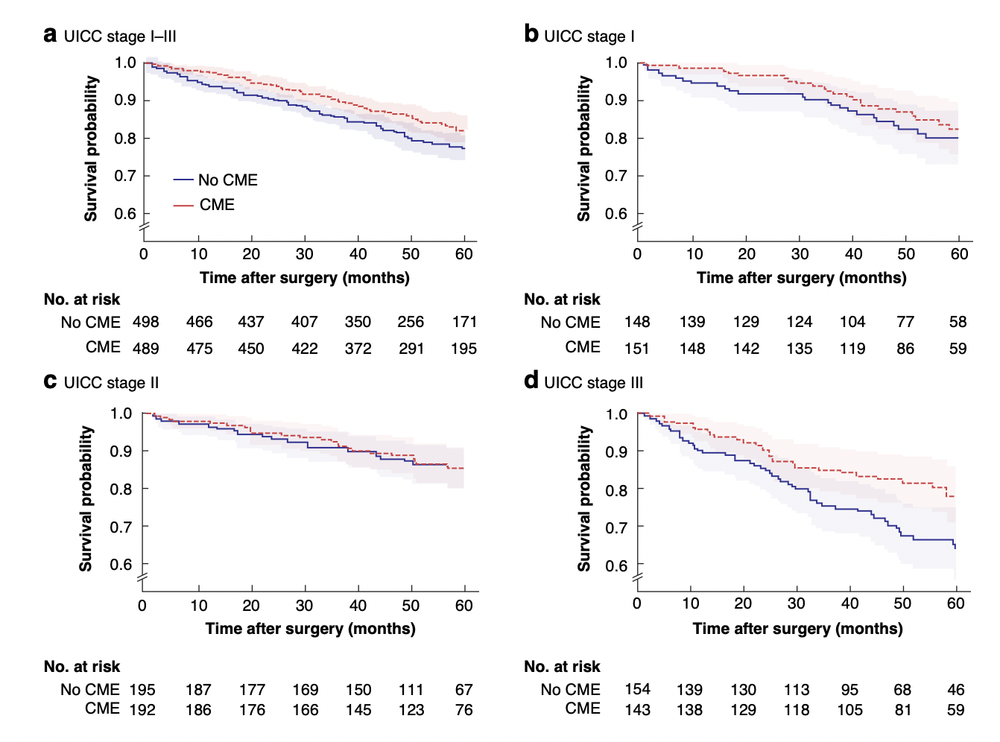 a UICC stage I–III
1.0
0.9
0.8
0.7
0.6
Survival probability
No CME
CME
0 10 20 30 40 50 60
Time after surgery (months)
No. at risk
No CME 498 466 437 407 350 256 171
CME 489 475 450 422 372 291 195
b UICC stage I
1.0
0.9
0.8
0.7
0.6
Survival probability
0 10 20 30 40 50 60
Time after surgery (months)
No. at risk
No CME 148 139 129 124 104 77 58
CME 151 148 142 135 119 86 59
c UICC stage II
1.0
0.9
0.8
0.7
0.6
Survival probability
0 10 20 30 40 50 60
Time after surgery (months)
No. at risk
No CME 195 187 177 169 150 111 67
CME 192 186 176 166 145 123 76
d UICC stage III
1.0
0.9
0.8
0.7
0.6
Survival probability
0 10 20 30 40 50 60
Time after surgery (months)
No. at risk
No CME 154 139 130 113 95 68 46
CME 143 138 129 118 105 81 59